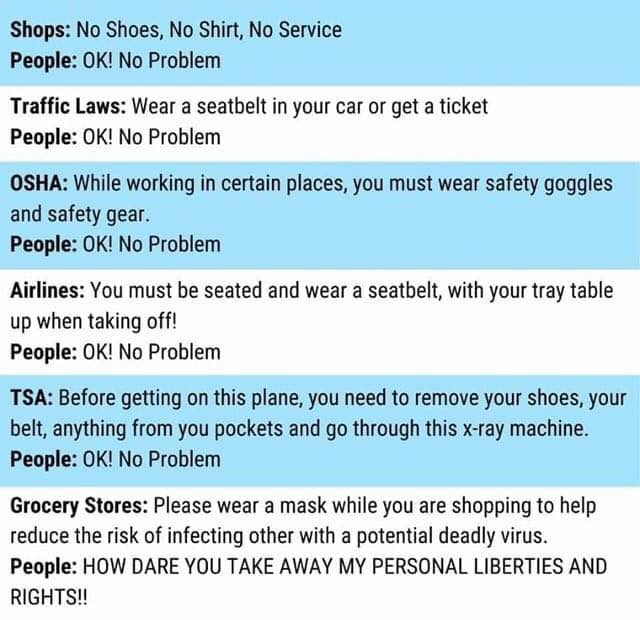 Shops: No Shoes, No Shirt, No Service
People: OK! No Problem
Traffic Laws: Wear a seatbelt in your car or get a ticket
People: OK! No Problem
OSHA: While working in certain places, you must wear safety goggles
and safety gear.
People: OK! No Problem
Airlines: You must be seated and wear a seatbelt, with your tray table
up when taking off!
People: OK! No Problem
TSA: Before getting on this plane, you need to remove your shoes, your
belt, anything from you pockets and go through this x-ray machine.
People: OK! No Problem
Grocery Stores: Please wear a mask while you are shopping to help
reduce the risk of infecting other with a potential deadly virus.
People: HOW DARE YOU TAKE AWAY MY PERSONAL LIBERTIES AND
RIGHTS!!